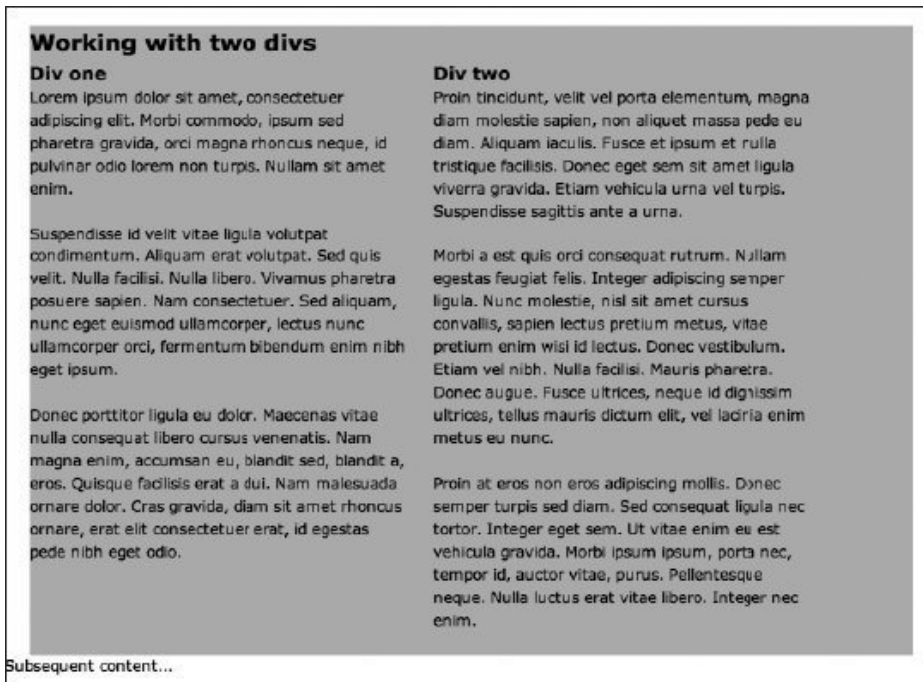 Working with two divs
Div one
Lorem ipsum dolor sit amet, consectetuer
adipiscing elit. Morbi commodo, ipsum sed
pharetra gravida, orci magna rhoncus neque, id
pulvinar odio lorem non turpis. Nullam sit amet
enim.
Suspendisse id velit vitae ligula volutpat
condimentum. Aliquam erat volutpat. Sed quis
velit. Nulla facilisi. Nulla libero. Vivamus pharetra
posuere sapien. Nam consectetuer. Sed aliquam,
nunc eget euismod ullamcorper, lectus nunc
ullamcorper orci, fermentum bibendum enim nibh
eget ipsum.
Donec porttitor ligula eu dolor. Maecenas vitae
nulla consequat libero cursus venenatis. Nam
magna enim, accumsan eu, blandit sed, blandit a,
eros. Quisque facilisis erat a dui. Nam malesuada
ornare dolor. Cras gravida, diam sit amet rhoncus
ornare, erat elit consectetuer erat, id egestas
pede nibh eget odio.
Div two
Proin tincidunt, velit vel porta elementum, magna
diam molestie sapien, non aliquet massa pede eu
diam. Aliquam iaculis. Fusce et ipsum et nulla
tristique facilisis. Donec eget sem sit amet ligula
viverra gravida. Etiam vehicula urna vel turpis.
Suspendisse sagittis ante a urna.
Morbi a est quis orci consequat rutrum. Nullam
egestas feugiat felis. Integer adipiscing semper
ligula. Nunc molestie, nisl sit amet cursus
convallis, sapien lectus pretium metus, vitae
pretium enim wisi id lectus. Donec vestibulum.
Etiam vel nibh. Nulla facilisi. Mauris pharetra.
Donec augue. Fusce ultrices, neque id dignissim
ultrices, tellus mauris dictum elit, vel lacinia enim
metus eu nunc.
Proin at eros non eros adipiscing mollis. Donec
semper turpis sed diam. Sed consequat ligula nec
tortor. Integer eget sem. Ut vitae enim eu est
vehicula gravida. Morbi ipsum ipsum, porta nec,
tempor id, auctor vitae, purus. Pellentesque
neque. Nulla luctus erat vitae libero. Integer nec
enim.
Subsequent content...